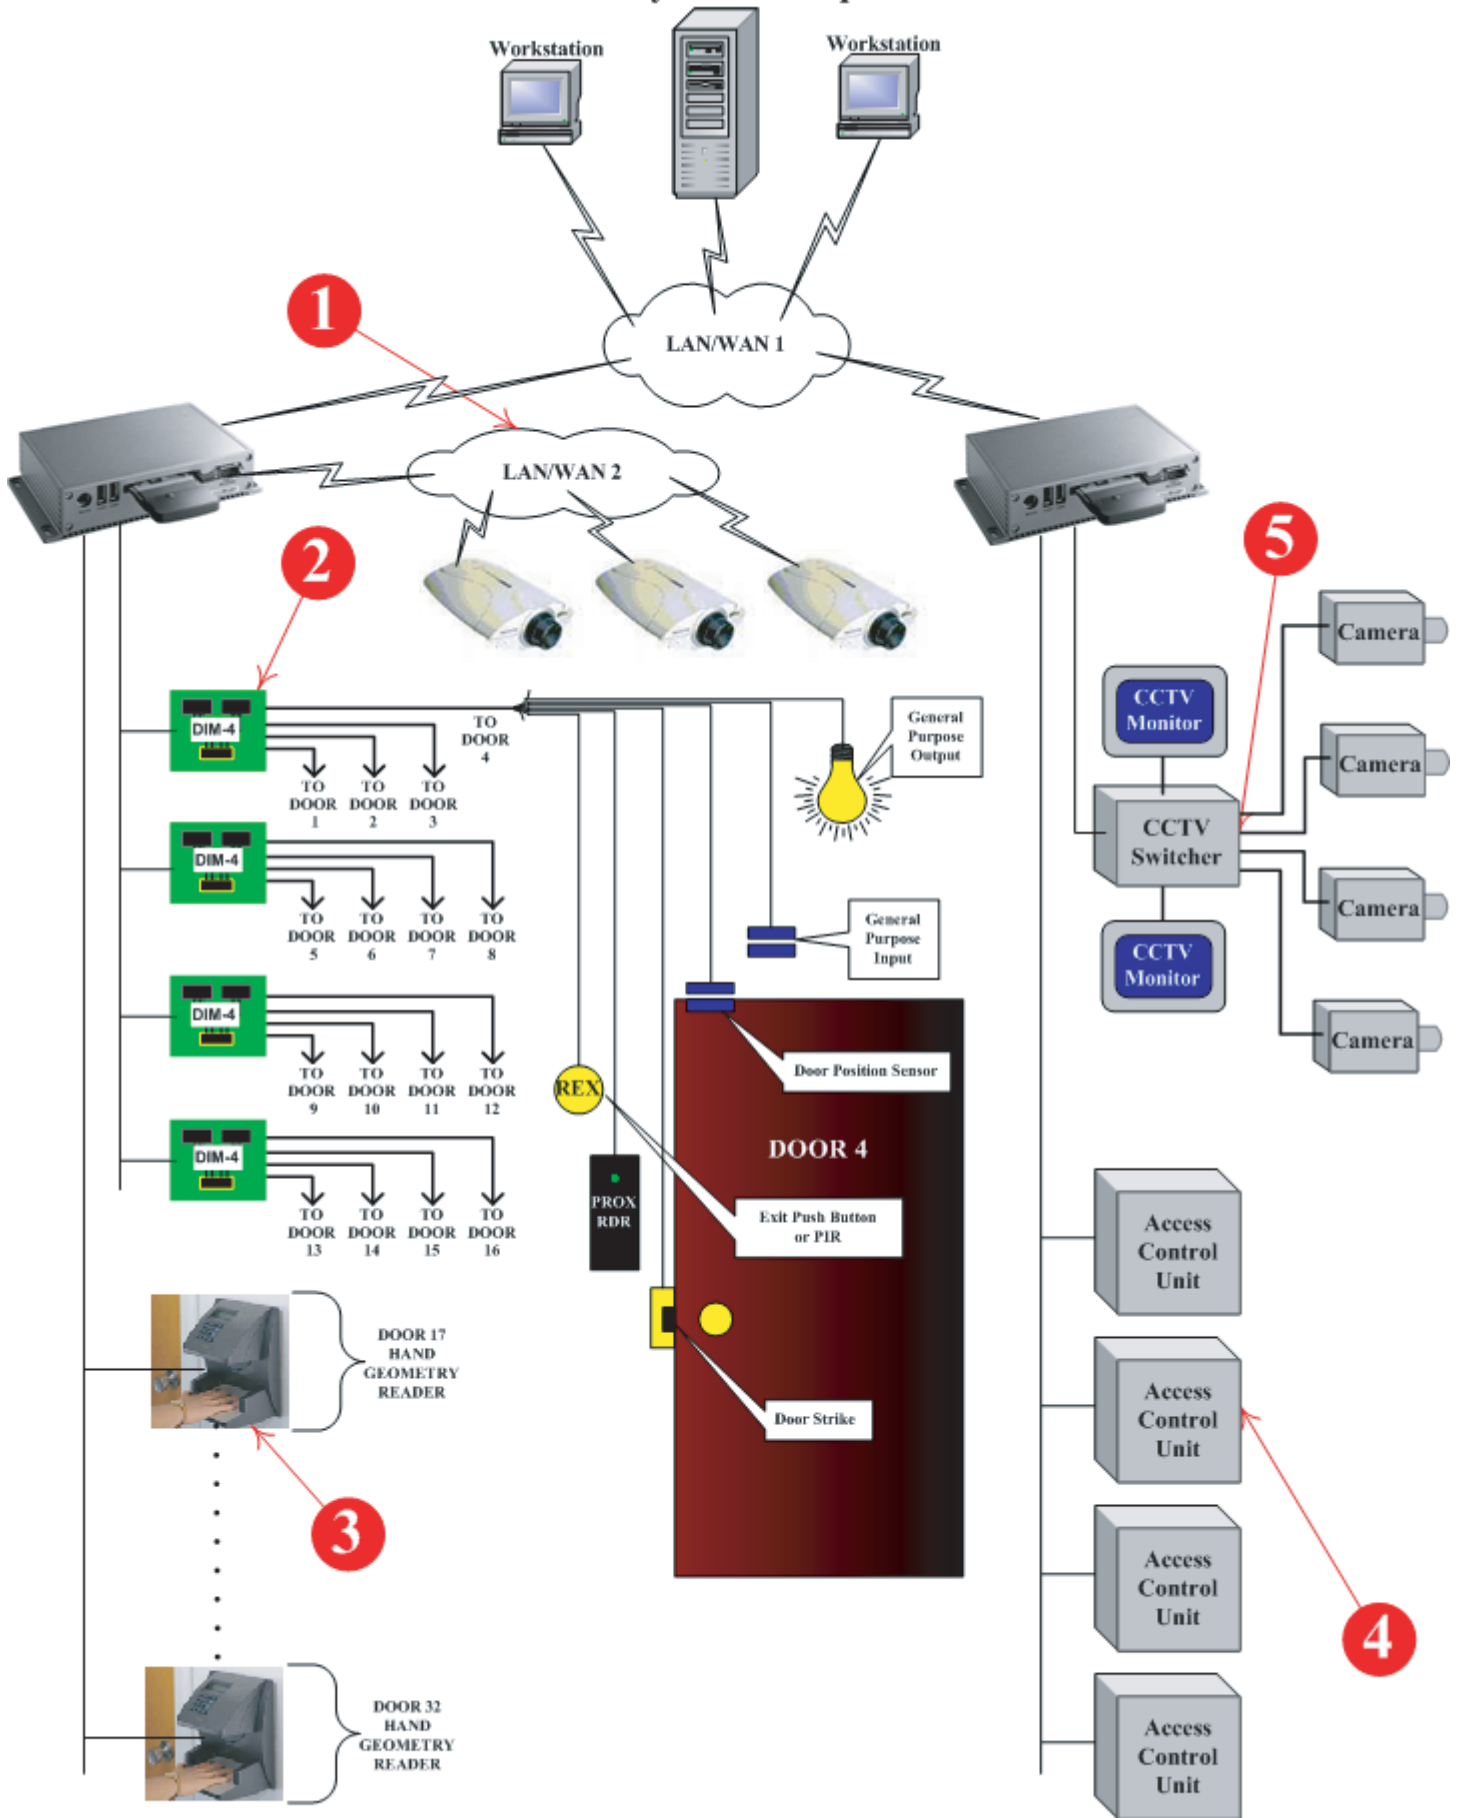 Workstation
Workstation
LAN/WAN 1
1
LAN/WAN 2
2
5
Camera
CCTV
Monitor
General
Purpose
Output
DIM-4
TO
DOOR
4
TO
DOOR
1
TO
DOOR
2
TO
DOOR
3
Camera
CCTV
Switcher
DIM-4
TO
DOOR
5
TO
DOOR
6
TO
DOOR
7
TO
DOOR
8
General
Purpose
Input
Camera
CCTV
Monitor
DIM-4
TO
DOOR
9
TO
DOOR
10
TO
DOOR
11
TO
DOOR
12
Camera
Door Position Sensor
REX
DOOR 4
DIM-4
TO
DOOR
13
TO
DOOR
14
TO
DOOR
15
TO
DOOR
16
PROX
RDR
Exit Push Button
or PIR
Access
Control
Unit
DOOR 17
HAND
GEOMETRY
READER
Door Strike
Access
Control
Unit
3
Access
Control
Unit
4
DOOR 32
HAND
GEOMETRY
READER
Access
Control
Unit